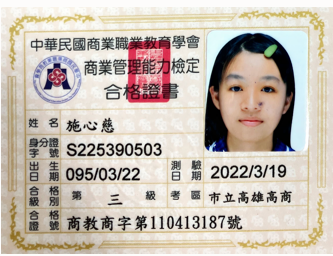 中華民國商業職業教育學會
商業管理能力檢定
合格證書
姓名 施心慈
身分證字號 S225390503
出生日期 095/03/22 測驗日期 2022/3/19
合格級別 第 三 級 考區 市立高雄高商
合格證號 商教商字第110413187號